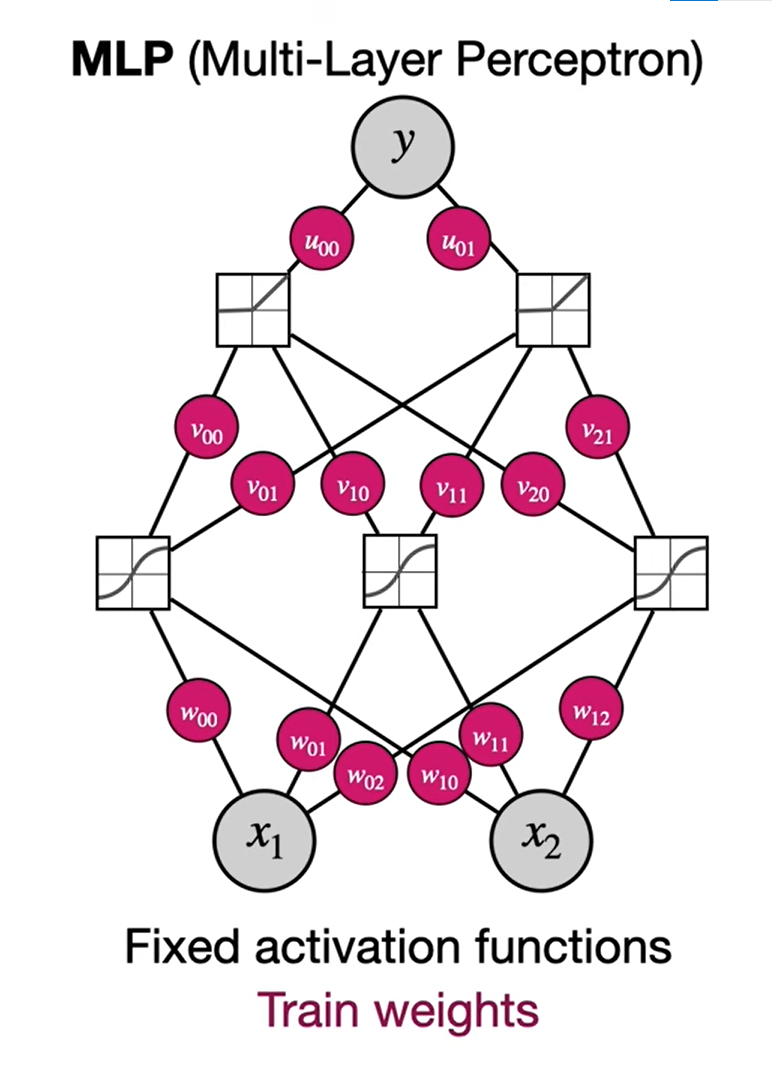 MLP (Multi-Layer Perceptron)
y
u00 u01
v00 v21
v01 v10 v11 v20
w00 w12
w01 w11
w02 w10
x1 x2
Fixed activation functions
Train weights